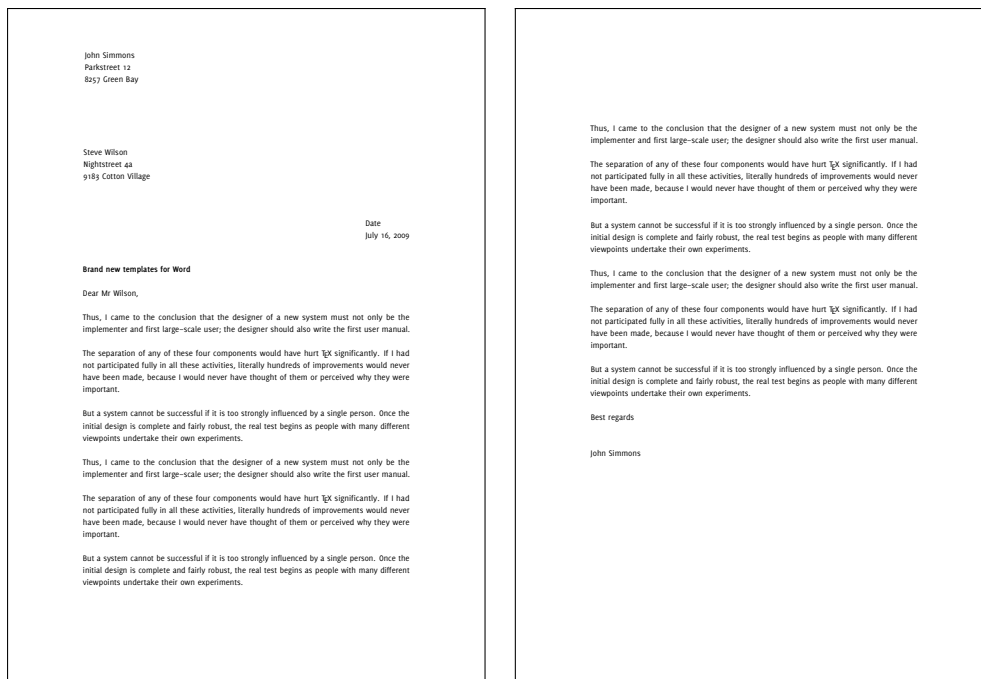 John Simmons
Parkstreet 12
8257 Green Bay
Steve Wilson
Nightstreet 4a
9183 Cotton Village
Date
July 16, 2009
Brand new templates for Word
Dear Mr Wilson,
Thus, I came to the conclusion that the designer of a new system must not only be the
implementer and first large-scale user; the designer should also write the first user manual.
The separation of any of these four components would have hurt TEX significantly. If I had
not participated fully in all these activities, literally hundreds of improvements would never
have been made, because I would never have thought of them or perceived why they were
important.
But a system cannot be successful if it is too strongly influenced by a single person. Once the
initial design is complete and fairly robust, the real test begins as people with many different
viewpoints undertake their own experiments.
Thus, I came to the conclusion that the designer of a new system must not only be the
implementer and first large-scale user; the designer should also write the first user manual.
The separation of any of these four components would have hurt TEX significantly. If I had
not participated fully in all these activities, literally hundreds of improvements would never
have been made, because I would never have thought of them or perceived why they were
important.
But a system cannot be successful if it is too strongly influenced by a single person. Once the
initial design is complete and fairly robust, the real test begins as people with many different
viewpoints undertake their own experiments.
Thus, I came to the conclusion that the designer of a new system must not only be the
implementer and first large-scale user; the designer should also write the first user manual.
The separation of any of these four components would have hurt TEX significantly. If I had
not participated fully in all these activities, literally hundreds of improvements would never
have been made, because I would never have thought of them or perceived why they were
important.
But a system cannot be successful if it is too strongly influenced by a single person. Once the
initial design is complete and fairly robust, the real test begins as people with many different
viewpoints undertake their own experiments.
Thus, I came to the conclusion that the designer of a new system must not only be the
implementer and first large-scale user; the designer should also write the first user manual.
The separation of any of these four components would have hurt TEX significantly. If I had
not participated fully in all these activities, literally hundreds of improvements would never
have been made, because I would never have thought of them or perceived why they were
important.
But a system cannot be successful if it is too strongly influenced by a single person. Once the
initial design is complete and fairly robust, the real test begins as people with many different
viewpoints undertake their own experiments.
Best regards
John Simmons